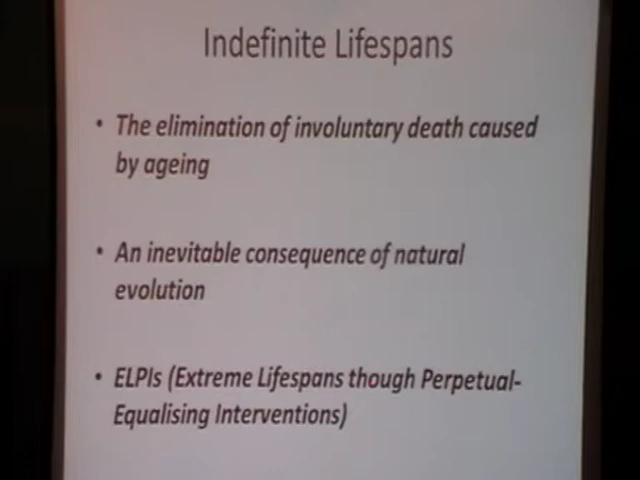 Indefinite Lifespans
• The elimination of involuntary death caused
by ageing
• An inevitable consequence of natural
evolution
• ELPIs (Extreme Lifespans though Perpetual-
Equalising Interventions)